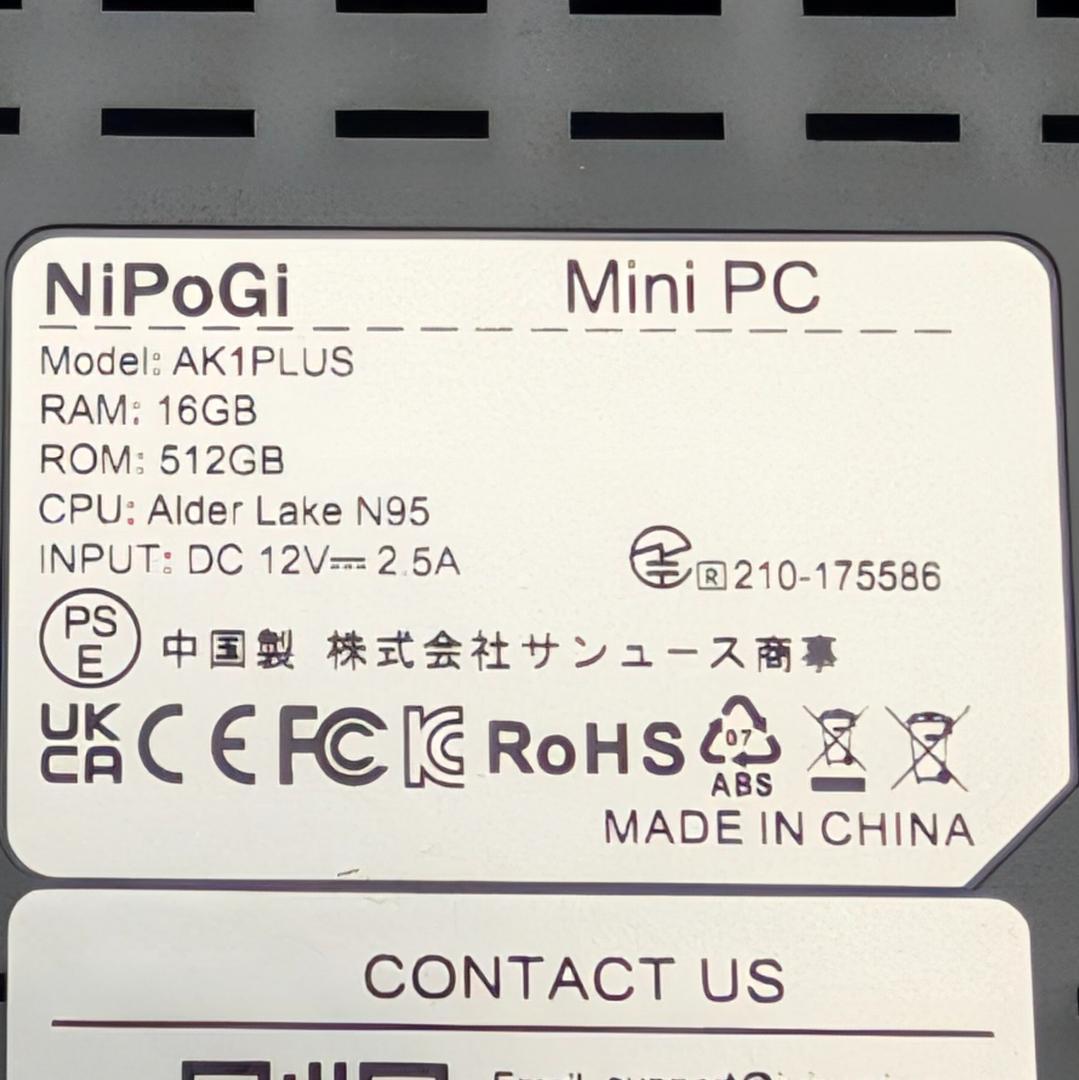 NiPoGi Mini PC
Model: AK1PLUS
RAM: 16GB
ROM: 512GB
CPU: Alder Lake N95
INPUT: DC 12V⎓2.5A
R 210-175586
PS
E
中国製 株式会社サンュース商事
UK
CA CE FC KC RoHS 07
ABS
MADE IN CHINA
CONTACT US